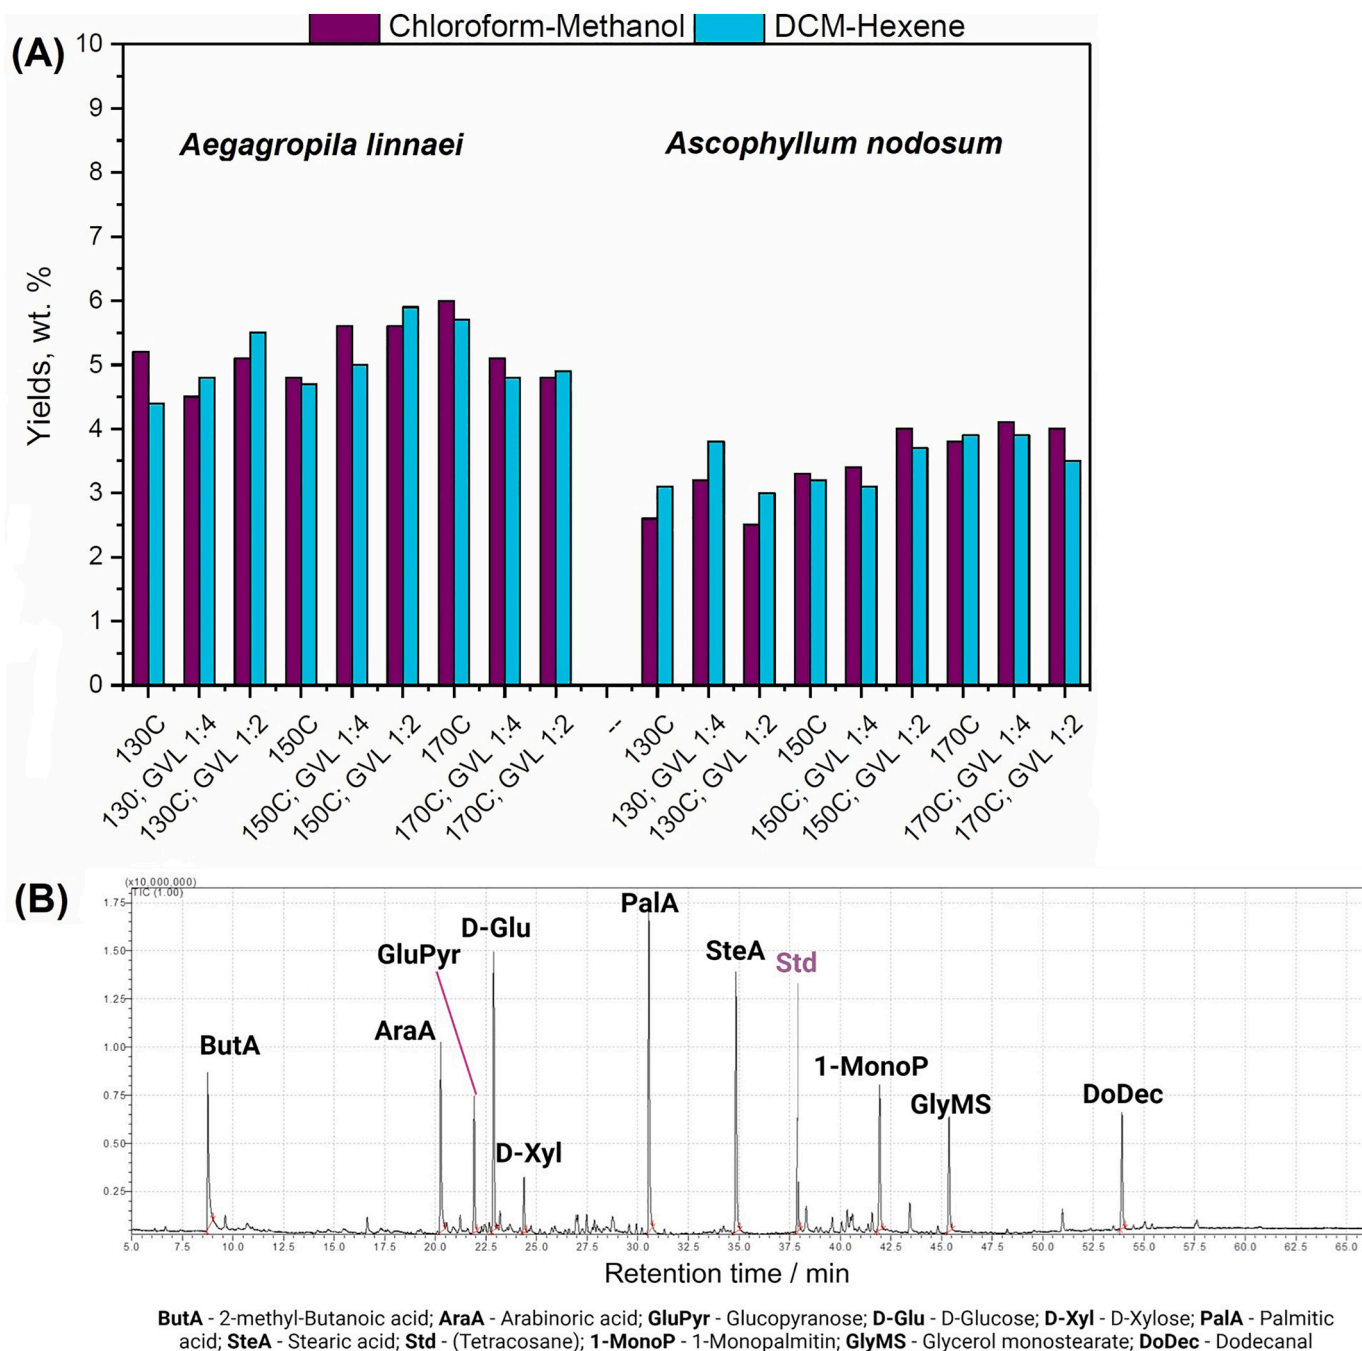 Chloroform-Methanol DCM-Hexene
(A)
10
9
8
7
6
5
4
3
2
1
0
Yields, wt. %
Aegagropila linnaei Ascophyllum nodosum
130C
130; GVL 1:4
130C; GVL 1:2
150C
150C; GVL 1:4
150C; GVL 1:2
170C
170C; GVL 1:4
170C; GVL 1:2
--
130C
130; GVL 1:4
130C; GVL 1:2
150C
150C; GVL 1:4
150C; GVL 1:2
170C
170C; GVL 1:4
170C; GVL 1:2
(B)
(x10,000,000)
TIC (1.00)
1.75
1.50
1.25
1.00
0.75
0.50
0.25
ButA
AraA
GluPyr
D-Glu
D-Xyl
PalA
SteA
Std
1-MonoP
GlyMS
DoDec
5.0 7.5 10.0 12.5 15.0 17.5 20.0 22.5 25.0 27.5 30.0 32.5 35.0 37.5 40.0 42.5 45.0 47.5 50.0 52.5 55.0 57.5 60.0 62.5 65.0
Retention time / min
ButA - 2-methyl-Butanoic acid; AraA - Arabinoric acid; GluPyr - Glucopyranose; D-Glu - D-Glucose; D-Xyl - D-Xylose; PalA - Palmitic
acid; SteA - Stearic acid; Std - (Tetracosane); 1-MonoP - 1-Monopalmitin; GlyMS - Glycerol monostearate; DoDec - Dodecanal